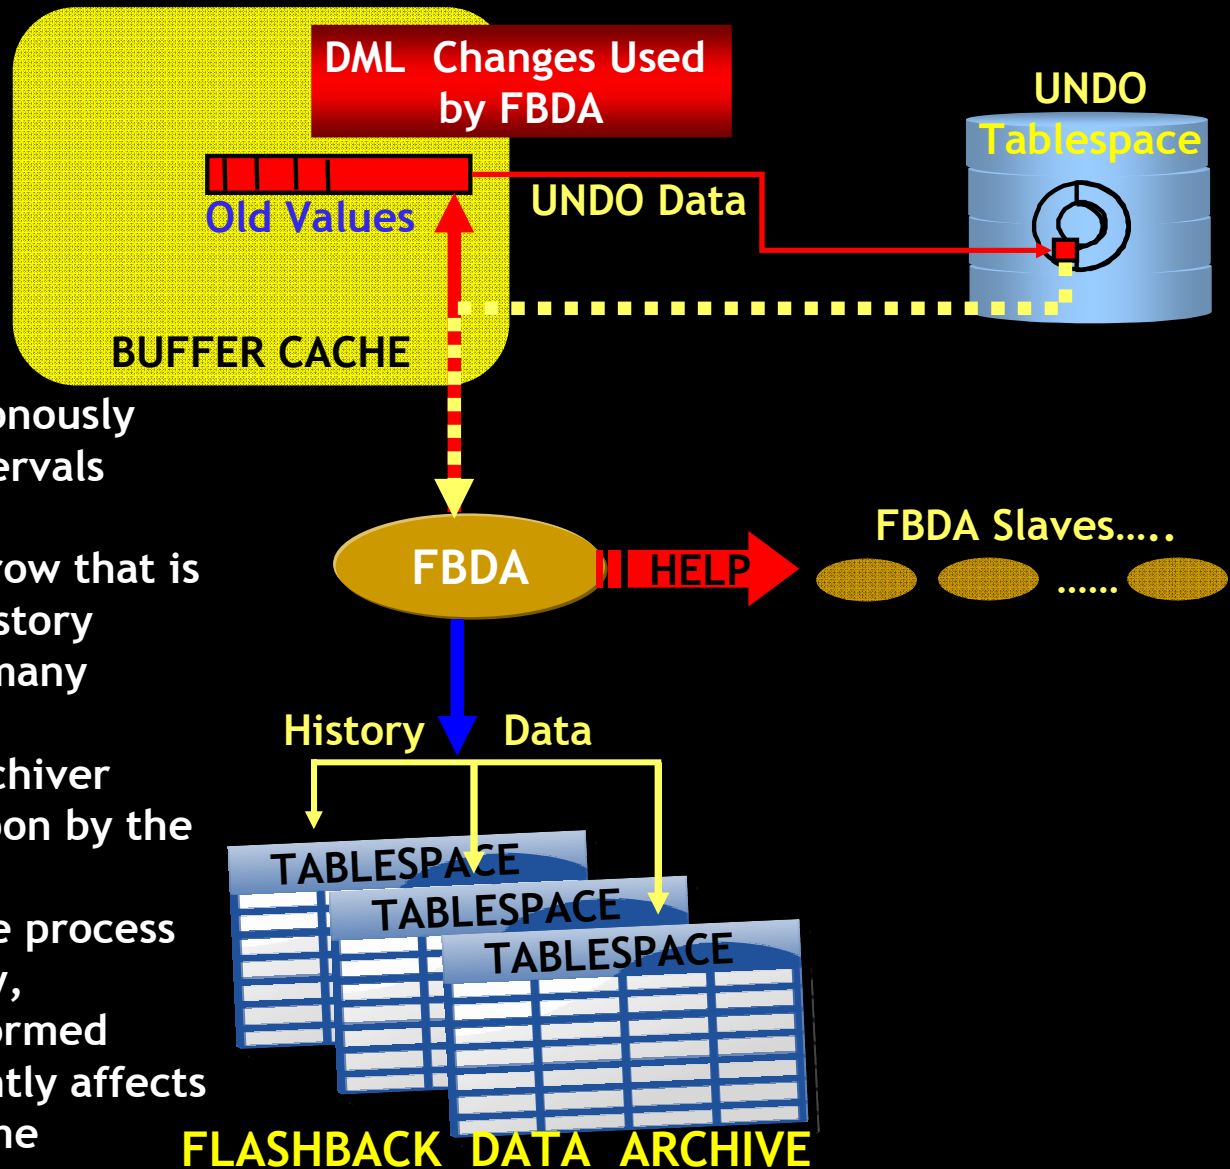 DML Changes Used
by FBDA
UNDO
Tablespace
UNDO Data
Old Values
BUFFER CACHE
onously
ervals
row that is
story
many
chiver
oon by the
e process
y,
ormed
ntly affects
ne
FBDA
HELP
FBDA Slaves…..
……
History Data
TABLESPACE
TABLESPACE
TABLESPACE
FLASHBACK DATA ARCHIVE